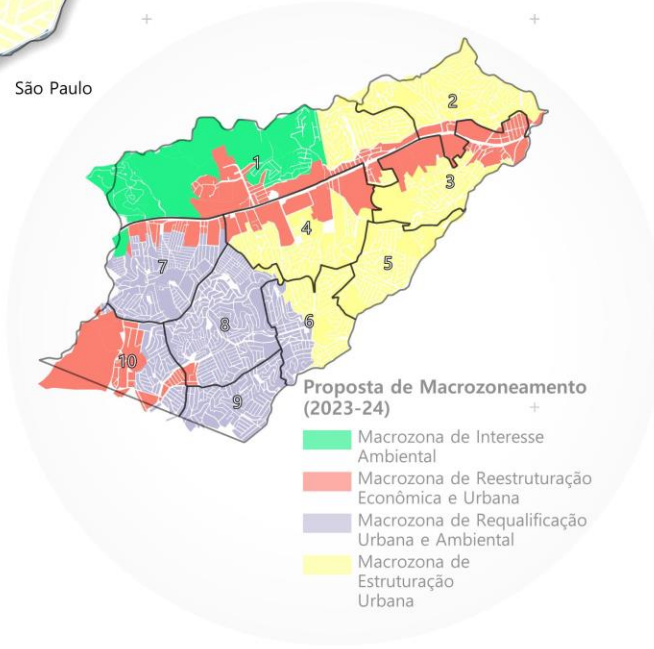 São Paulo
2
1
3
4
5
7
6
8
10
9
Proposta de Macrozoneamento
(2023-24)
Macrozona de Interesse
Ambiental
Macrozona de Reestruturação
Econômica e Urbana
Macrozona de Requalificação
Urbana e Ambiental
Macrozona de
Estruturação
Urbana